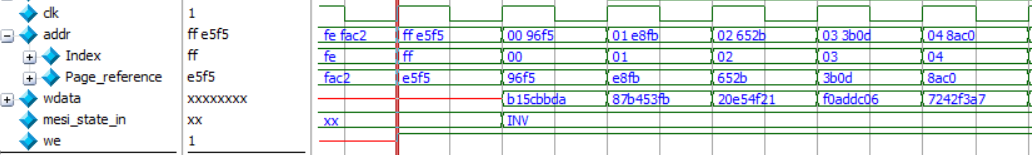 clk 1
addr ff e5f5 fe fac2 ff e5f5 00 96f5 01 e8fb 02 652b 03 3b0d 04 8ac0
Index ff fe ff 00 01 02 03 04
Page_reference e5f5 fac2 e5f5 96f5 e8fb 652b 3b0d 8ac0
wdata xxxxxxxx b15cbbda 87b453fb 20e54f21 f0addc06 7242f3a7
mesi_state_in xx xx INV
we 1